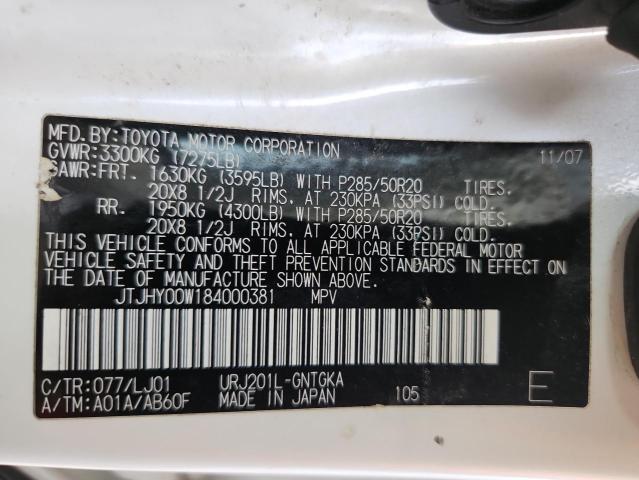 MFD.BY:TOYOTA MOTOR CORPORATION 11/07
GVWR:3300KG (7275LB)
GAWR:FRT. 1630KG (3595LB) WITH P285/50R20 TIRES.
20X8 1/2J RIMS. AT 230KPA (33PSI) COLD.
RR. 1950KG (4300LB) WITH P285/50R20 TIRES.
20X8 1/2J RIMS. AT 230KPA (33PSI) COLD.
THIS VEHICLE CONFORMS TO ALL APPLICABLE FEDERAL MOTOR
VEHICLE SAFETY AND THEFT PREVENTION STANDARDS IN EFFECT ON
THE DATE OF MANUFACTURE SHOWN ABOVE.
JTJHY00W184000381 MPV
C/TR:077/LJ01 URJ201L-GNTGKA
A/TM:A01A/AB60F MADE IN JAPAN 105 E